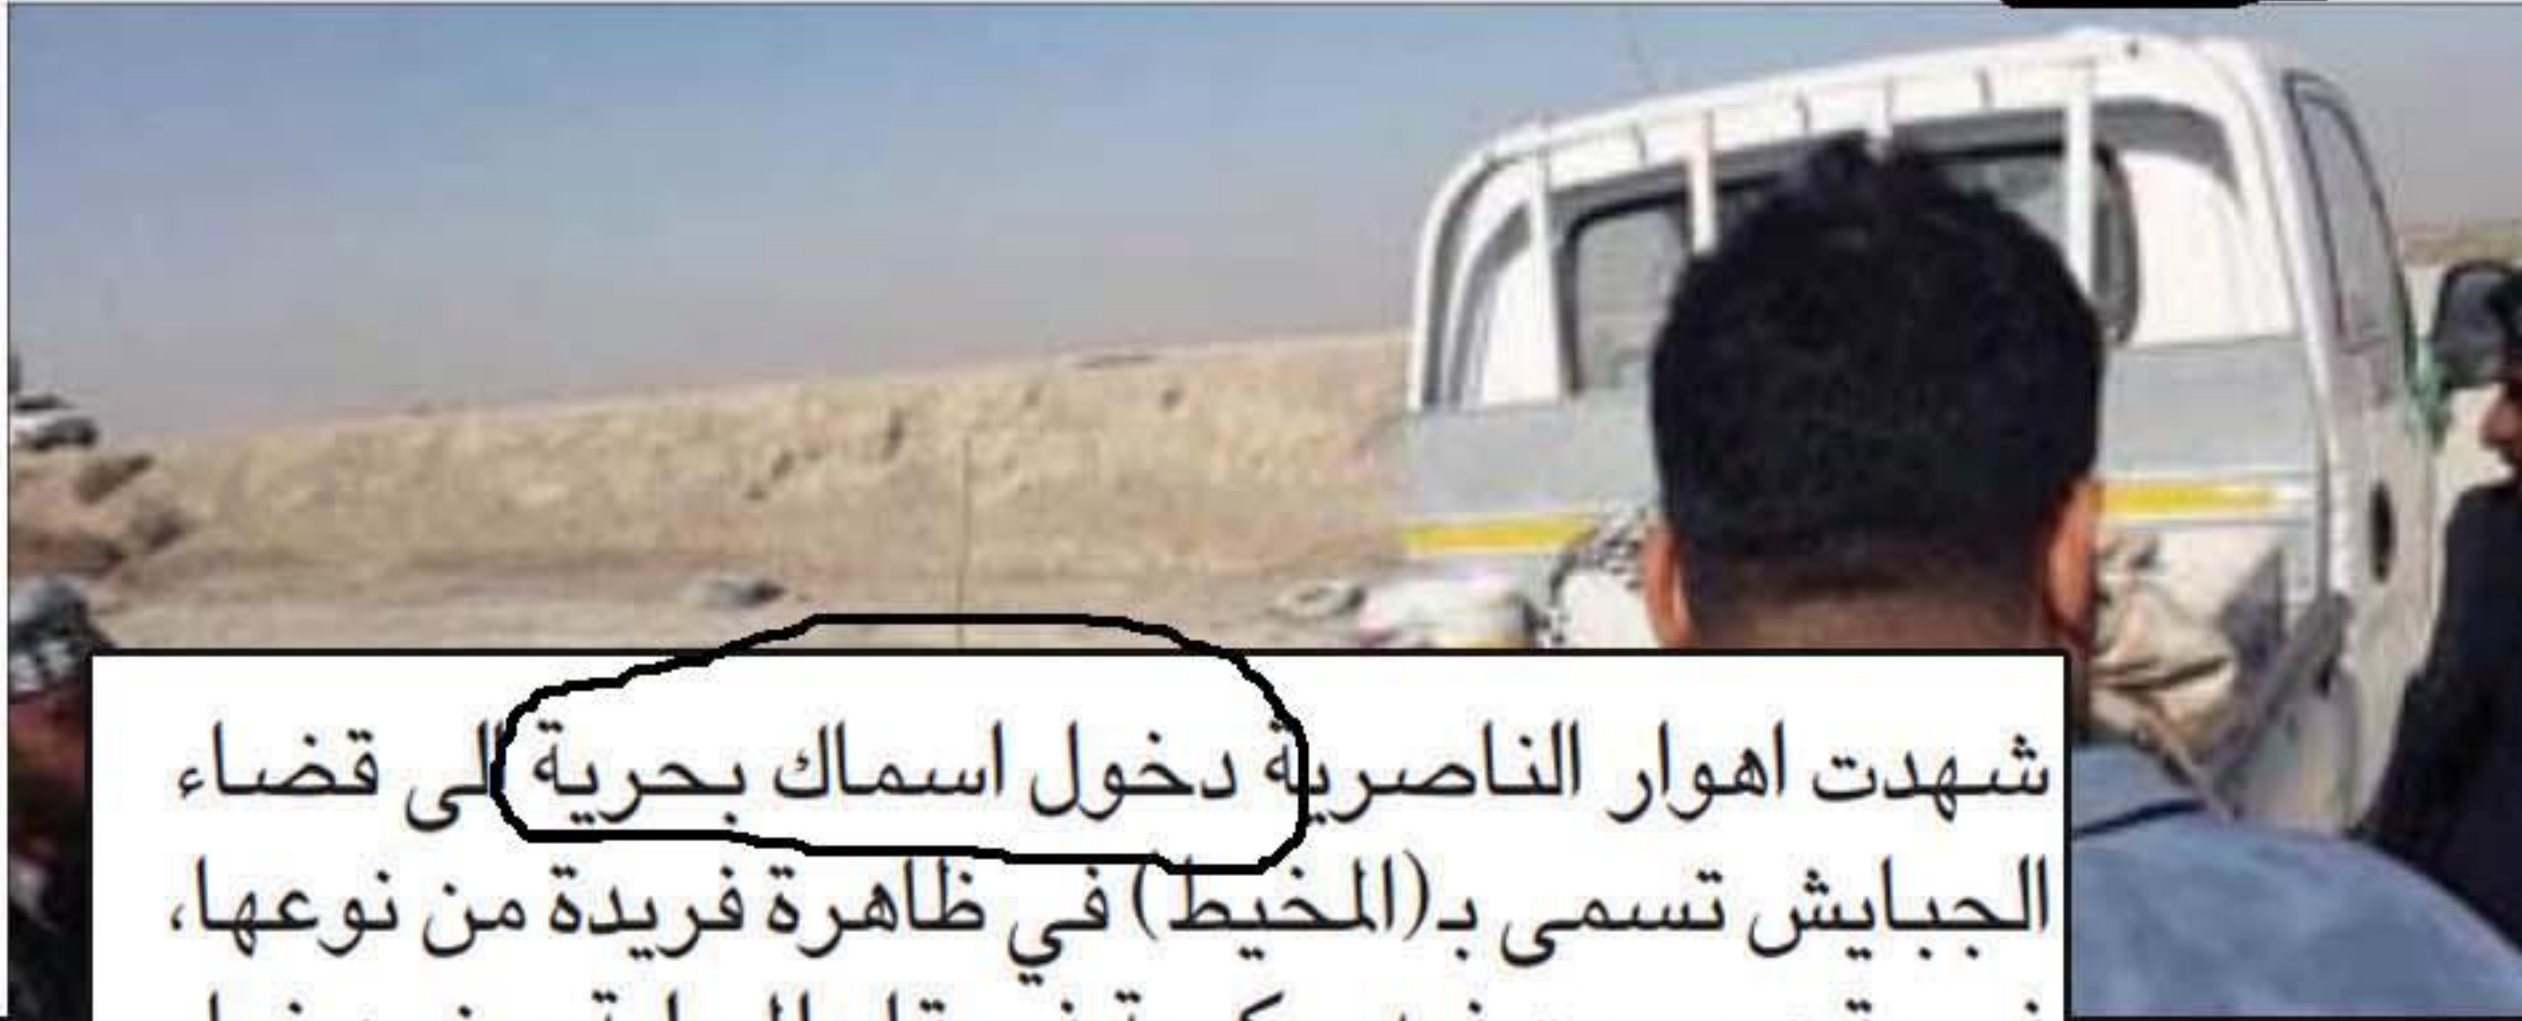 شهدت اهوار الناصرية دخول اسماك بحرية الى قضاء
الجبايش تسمى بـ(المخيط) في ظاهرة فريدة من نوعها،